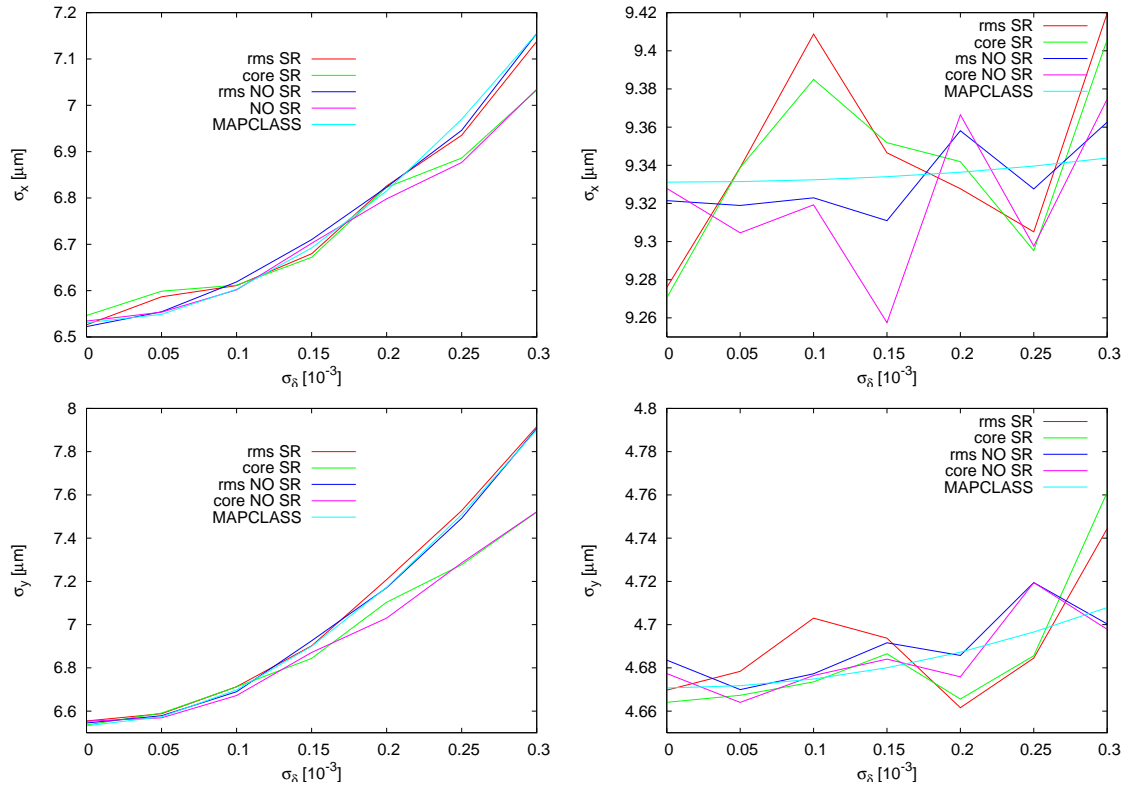 7.2
7.1
7
6.9
6.8
6.7
6.6
6.5
σx [μm]
rms SR
core SR
rms NO SR
NO SR
MAPCLASS
0 0.05 0.1 0.15 0.2 0.25 0.3
σδ [10-3]
9.42
9.4
9.38
9.36
9.34
9.32
9.3
9.28
9.26
σx [μm]
rms SR
core SR
ms NO SR
core NO SR
MAPCLASS
0 0.05 0.1 0.15 0.2 0.25 0.3
σδ [10-3]
8
7.8
7.6
7.4
7.2
7
6.8
6.6
σy [μm]
rms SR
core SR
rms NO SR
core NO SR
MAPCLASS
0 0.05 0.1 0.15 0.2 0.25 0.3
σδ [10-3]
4.8
4.78
4.76
4.74
4.72
4.7
4.68
4.66
σy [μm]
rms SR
core SR
rms NO SR
core NO SR
MAPCLASS
0 0.05 0.1 0.15 0.2 0.25 0.3
σδ [10-3]